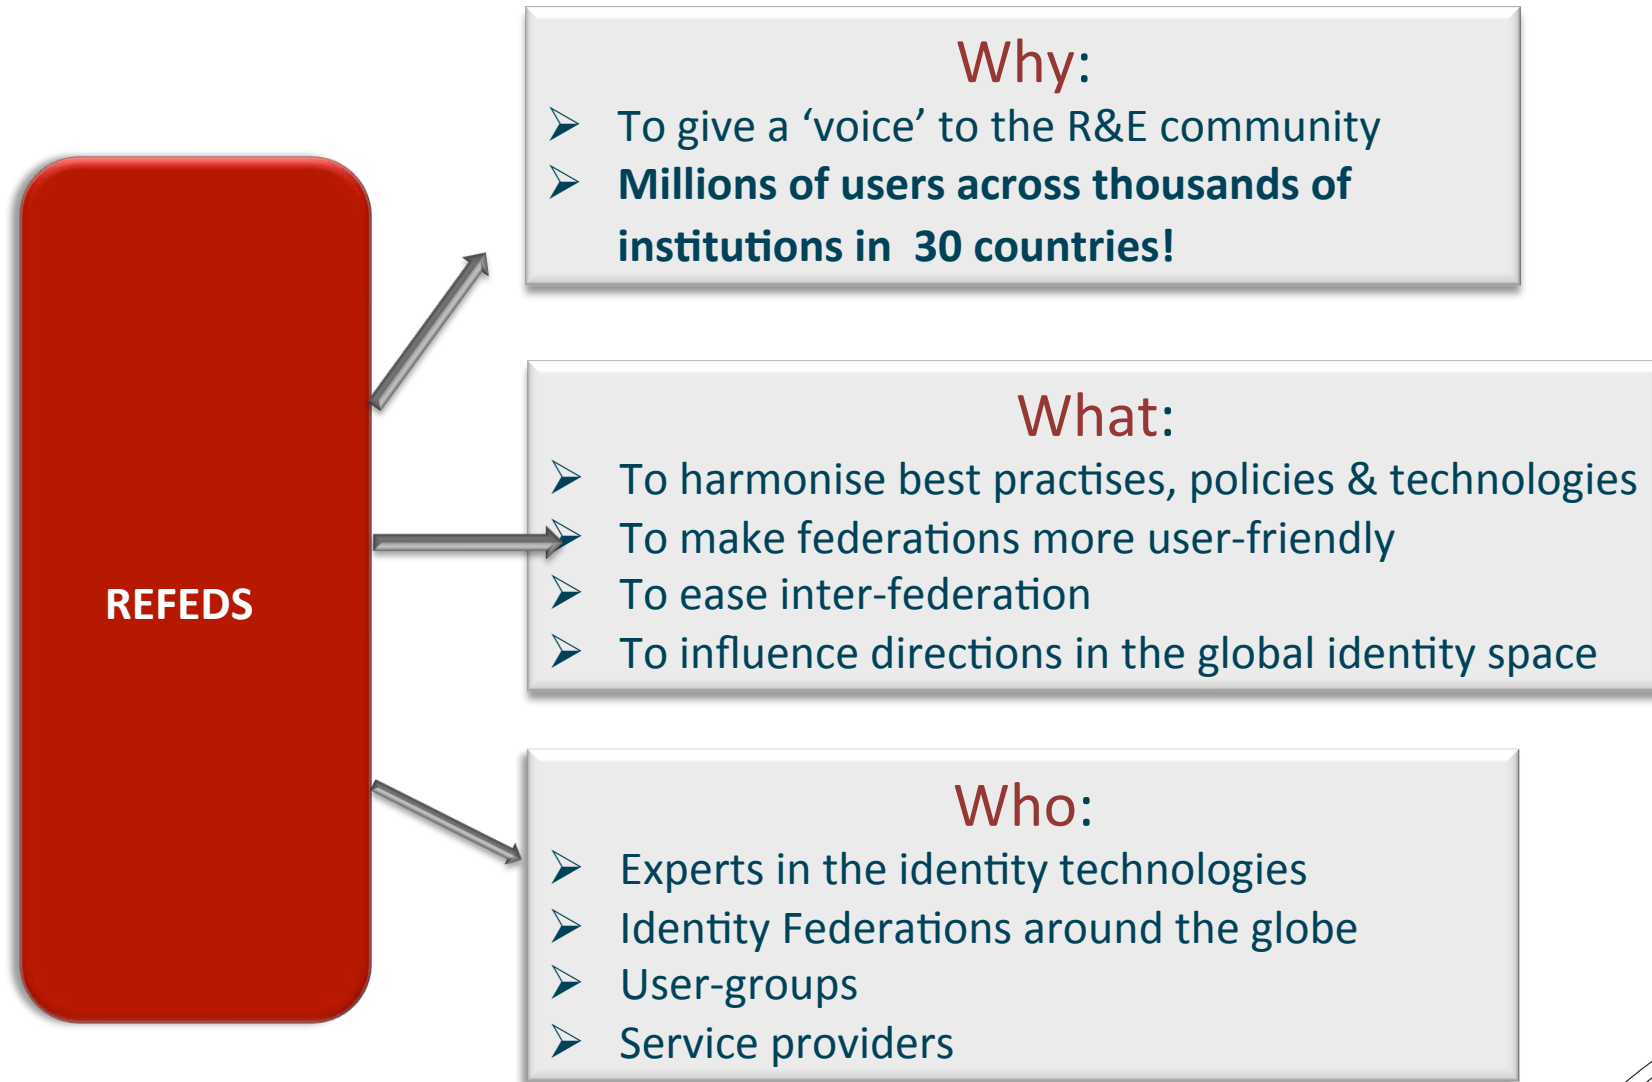 REFEDS
Why:
➢ To give a ‘voice’ to the R&E community
➢ Millions of users across thousands of
institutions in  30 countries!
What:
➢ To harmonise best practises, policies & technologies
➢ To make federations more user-friendly
➢ To ease inter-federation
➢ To influence directions in the global identity space
Who:
➢ Experts in the identity technologies
➢ Identity Federations around the globe
➢ User-groups
➢ Service providers